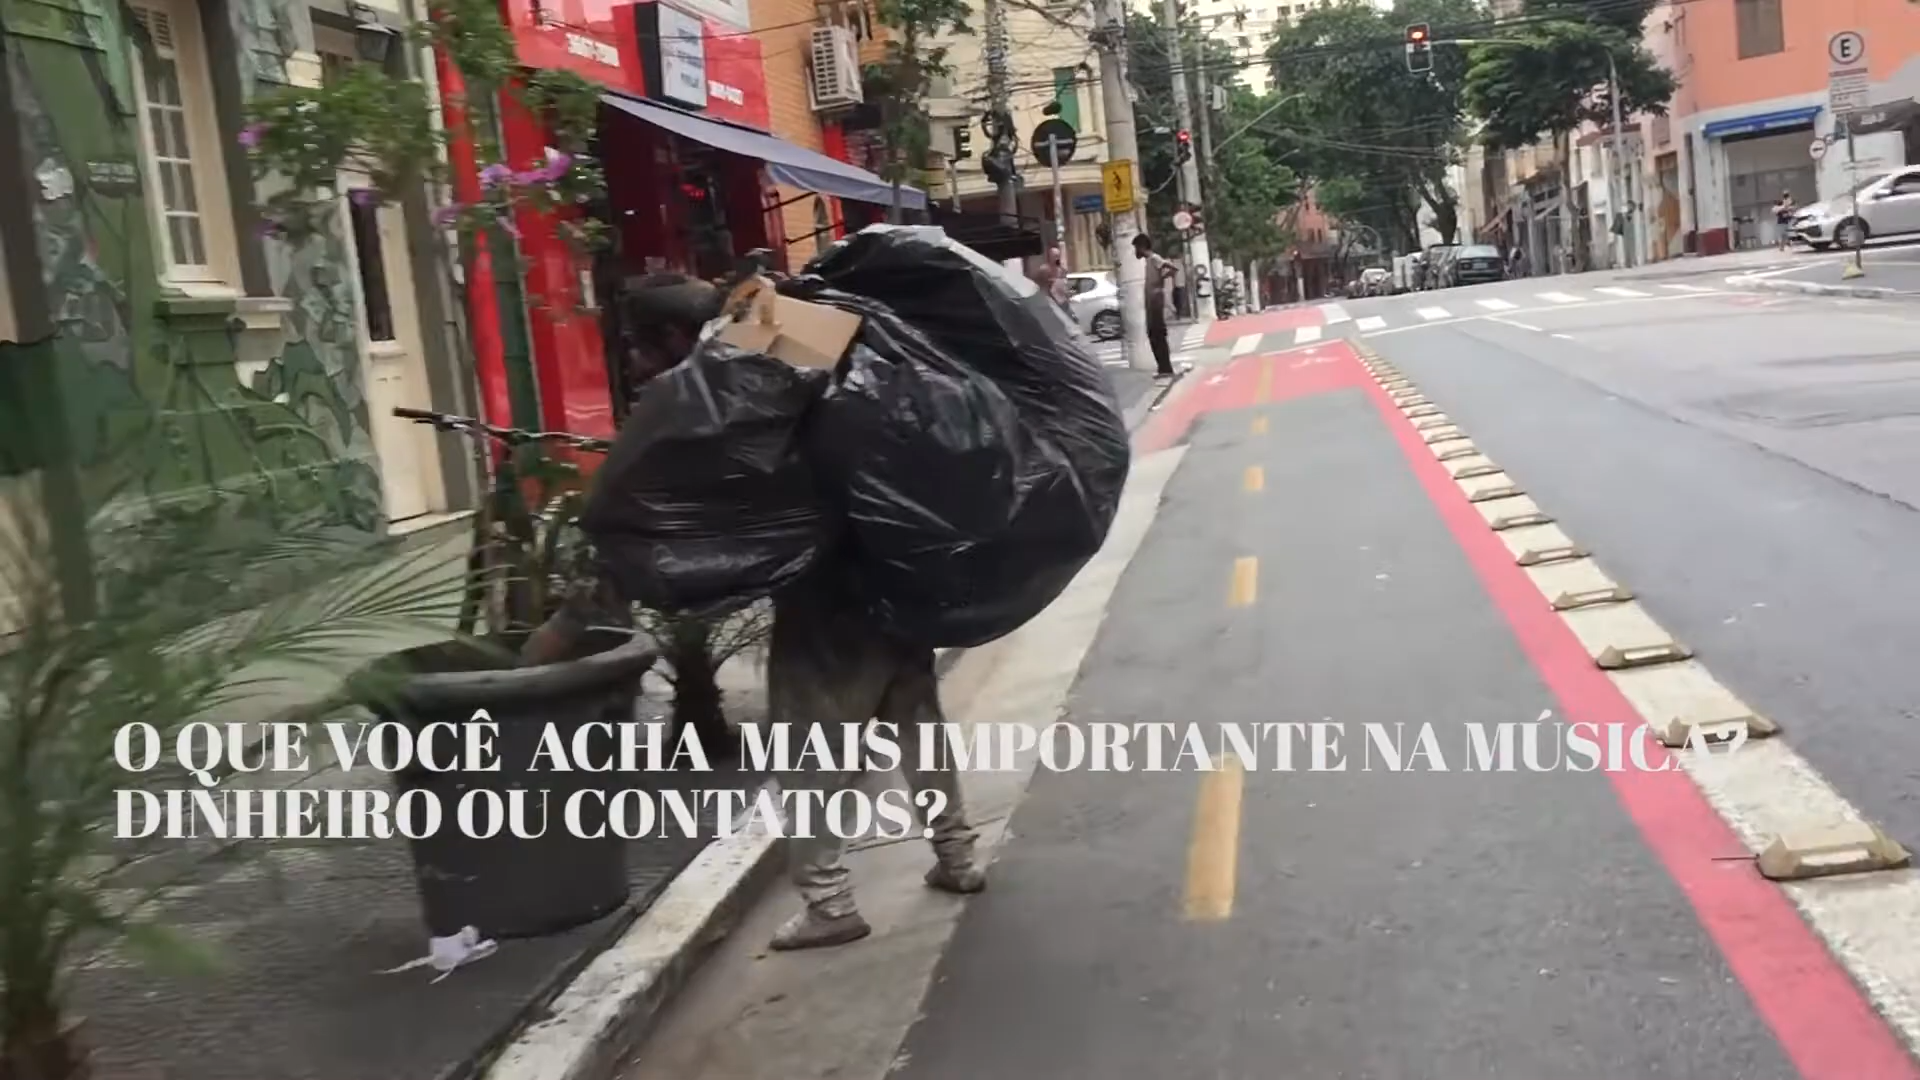 E
O QUE VOCÊ ACHA MAIS IMPORTANTE NA MÚSICA?
DINHEIRO OU CONTATOS?